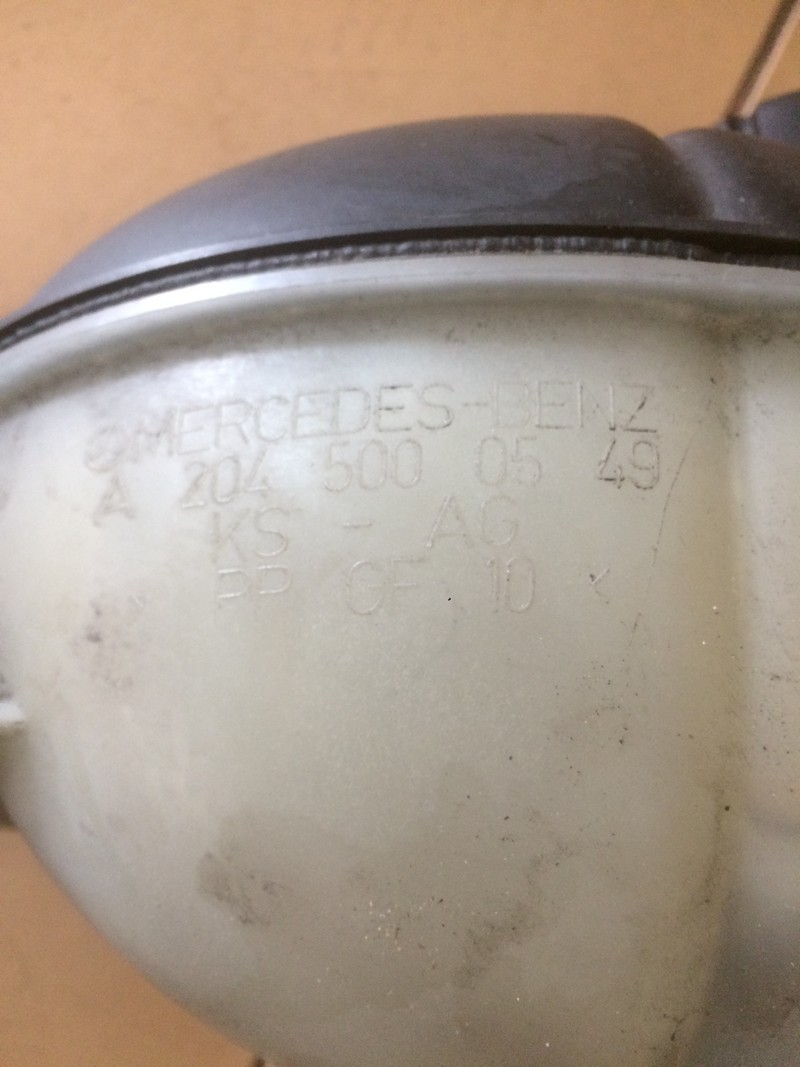 MERCEDES-BENZ
A 204 500 05 49
KS - AG
PP GF 10 <